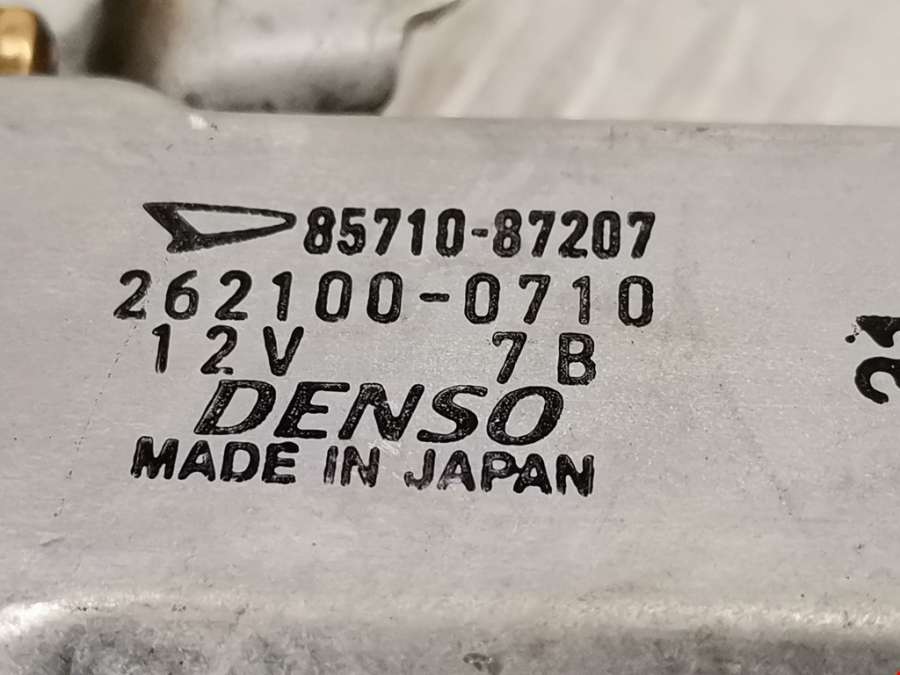 85710-87207
262100-0710
12V 7B
DENSO
MADE IN JAPAN